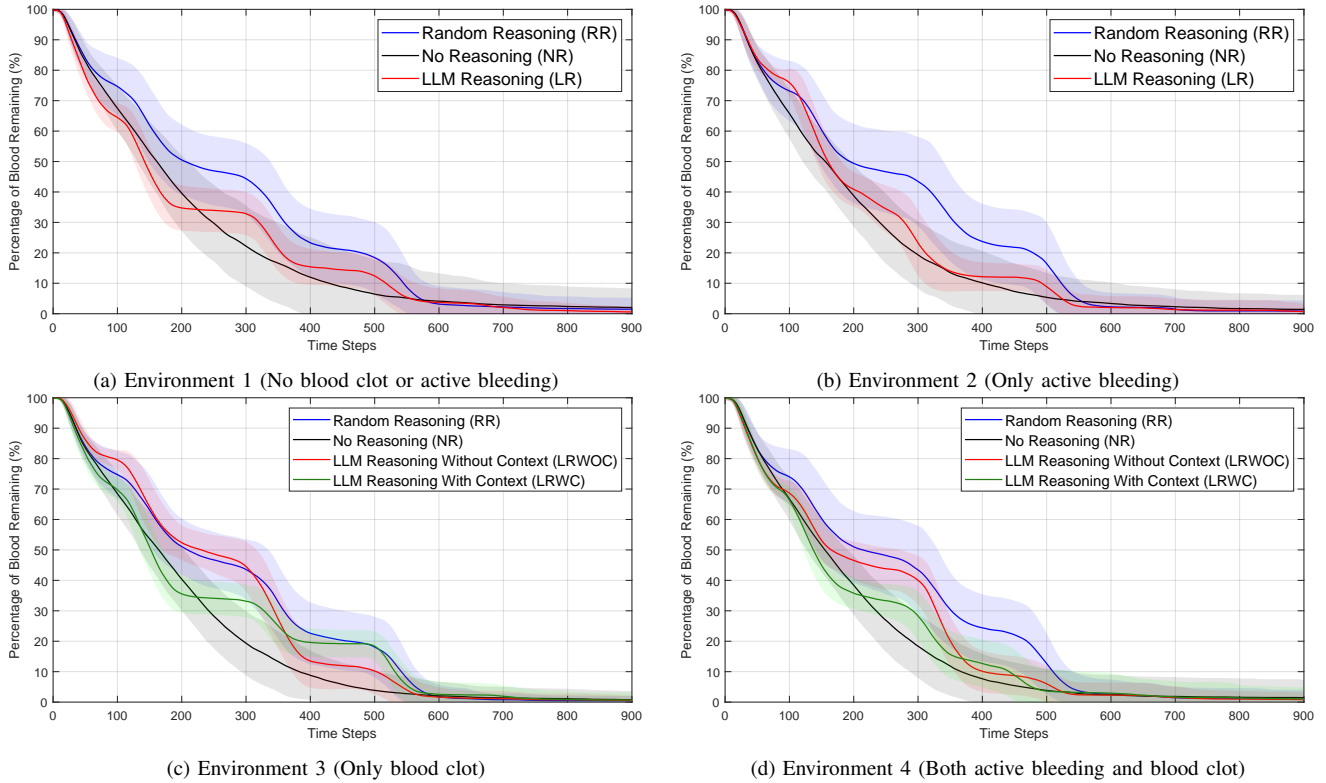 Percentage of Blood Remaining (%)
100
90
80
70
60
50
40
30
20
10
0
Random Reasoning (RR)
No Reasoning (NR)
LLM Reasoning (LR)
0 100 200 300 400 500 600 700 800 900
Time Steps
(a) Environment 1 (No blood clot or active bleeding)
Percentage of Blood Remaining (%)
100
90
80
70
60
50
40
30
20
10
0
Random Reasoning (RR)
No Reasoning (NR)
LLM Reasoning (LR)
0 100 200 300 400 500 600 700 800 900
Time Steps
(b) Environment 2 (Only active bleeding)
Percentage of Blood Remaining (%)
100
90
80
70
60
50
40
30
20
10
0
Random Reasoning (RR)
No Reasoning (NR)
LLM Reasoning Without Context (LRWOC)
LLM Reasoning With Context (LRWC)
0 100 200 300 400 500 600 700 800 900
Time Steps
(c) Environment 3 (Only blood clot)
Percentage of Blood Remaining (%)
100
90
80
70
60
50
40
30
20
10
0
Random Reasoning (RR)
No Reasoning (NR)
LLM Reasoning Without Context (LRWOC)
LLM Reasoning With Context (LRWC)
0 100 200 300 400 500 600 700 800 900
Time Steps
(d) Environment 4 (Both active bleeding and blood clot)